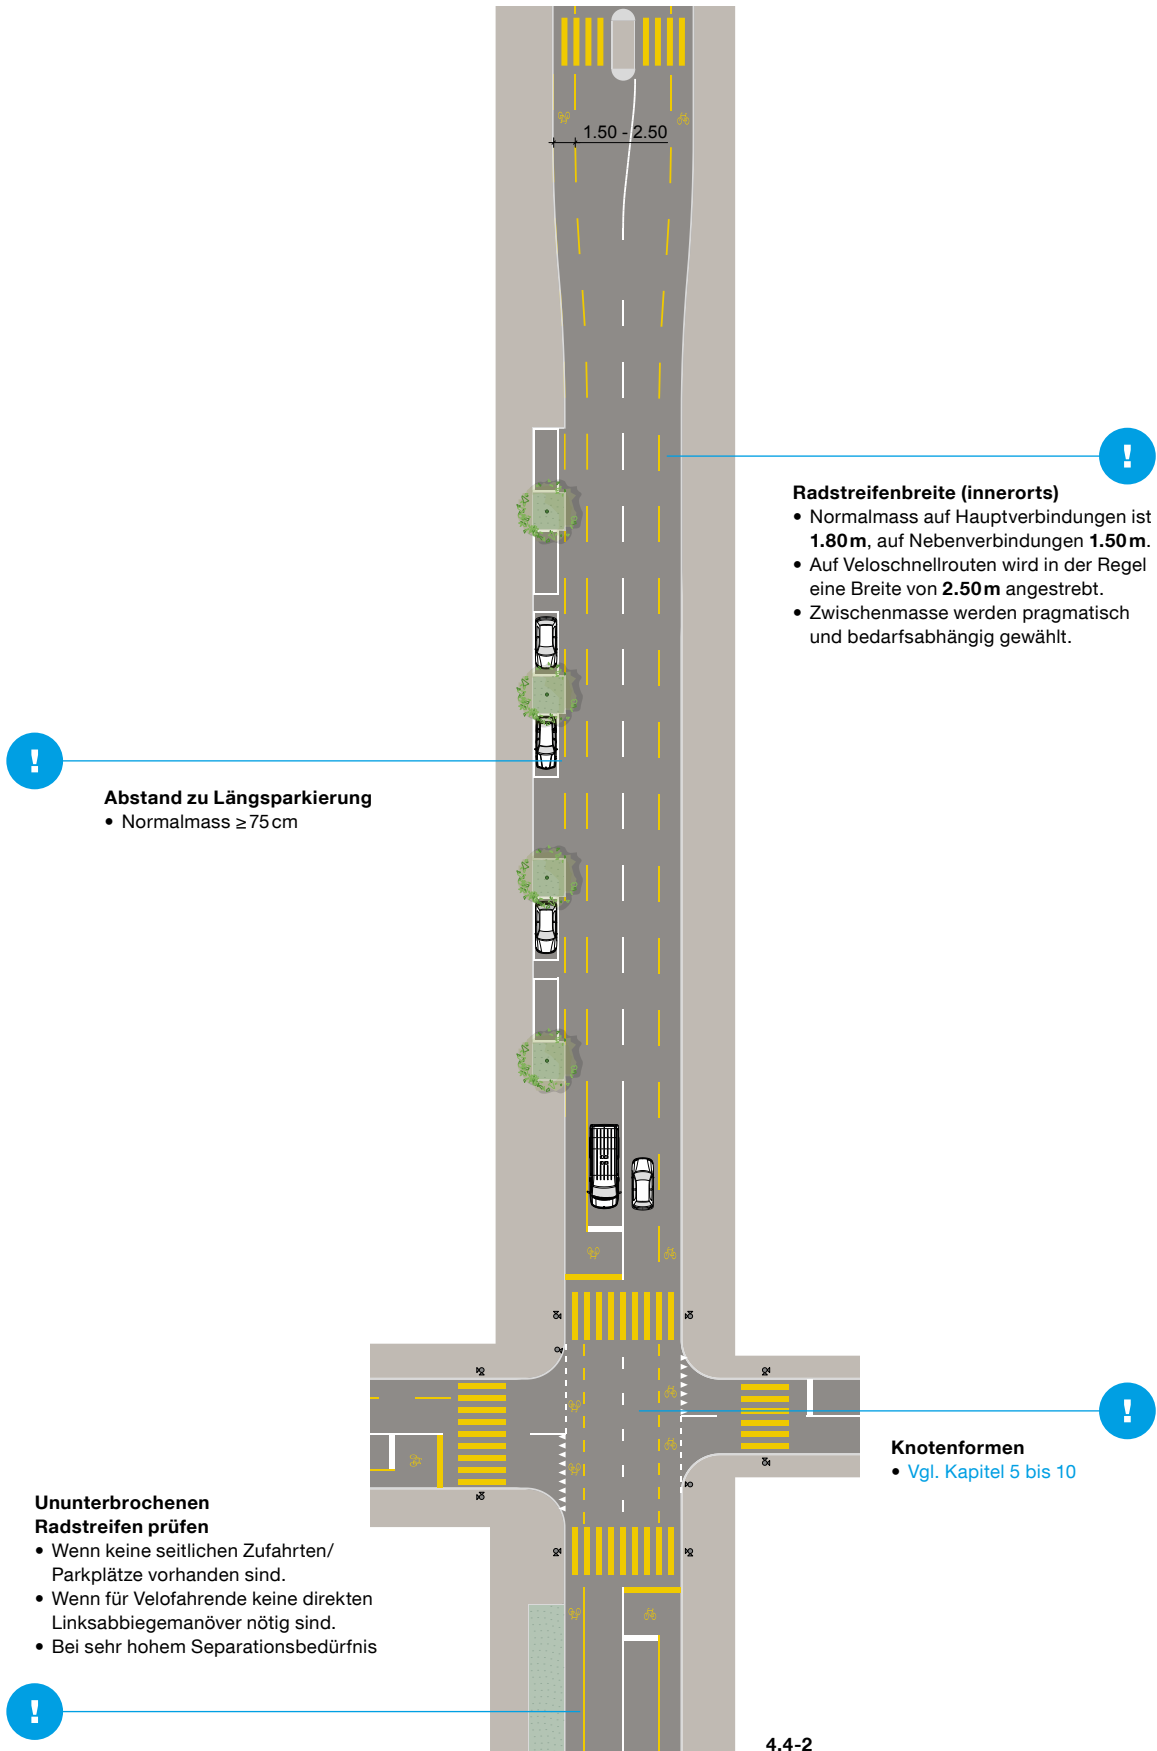 1.50 - 2.50
!
Radstreifenbreite (innerorts)
• Normalmass auf Hauptverbindungen ist
1.80 m, auf Nebenverbindungen 1.50 m.
• Auf Veloschnellrouten wird in der Regel
eine Breite von 2.50 m angestrebt.
• Zwischenmasse werden pragmatisch
und bedarfsabhängig gewählt.
!
Abstand zu Längsparkierung
• Normalmass ≥ 75 cm
!
Knotenformen
• Vgl. Kapitel 5 bis 10
Ununterbrochenen
Radstreifen prüfen
• Wenn keine seitlichen Zufahrten/
Parkplätze vorhanden sind.
• Wenn für Velofahrende keine direkten
Linksabbiegemanöver nötig sind.
• Bei sehr hohem Separationsbedürfnis
!
4.4-2